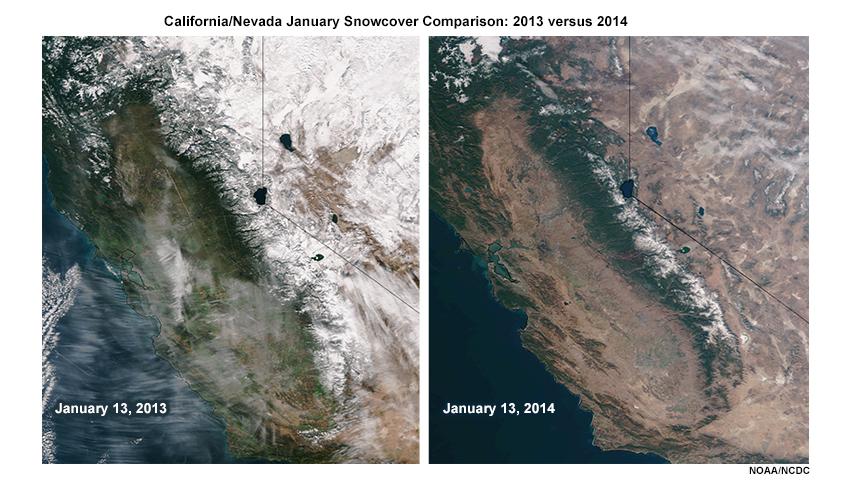 California/Nevada January Snowcover Comparison: 2013 versus 2014
January 13, 2013
January 13, 2014
NOAA/NCDC